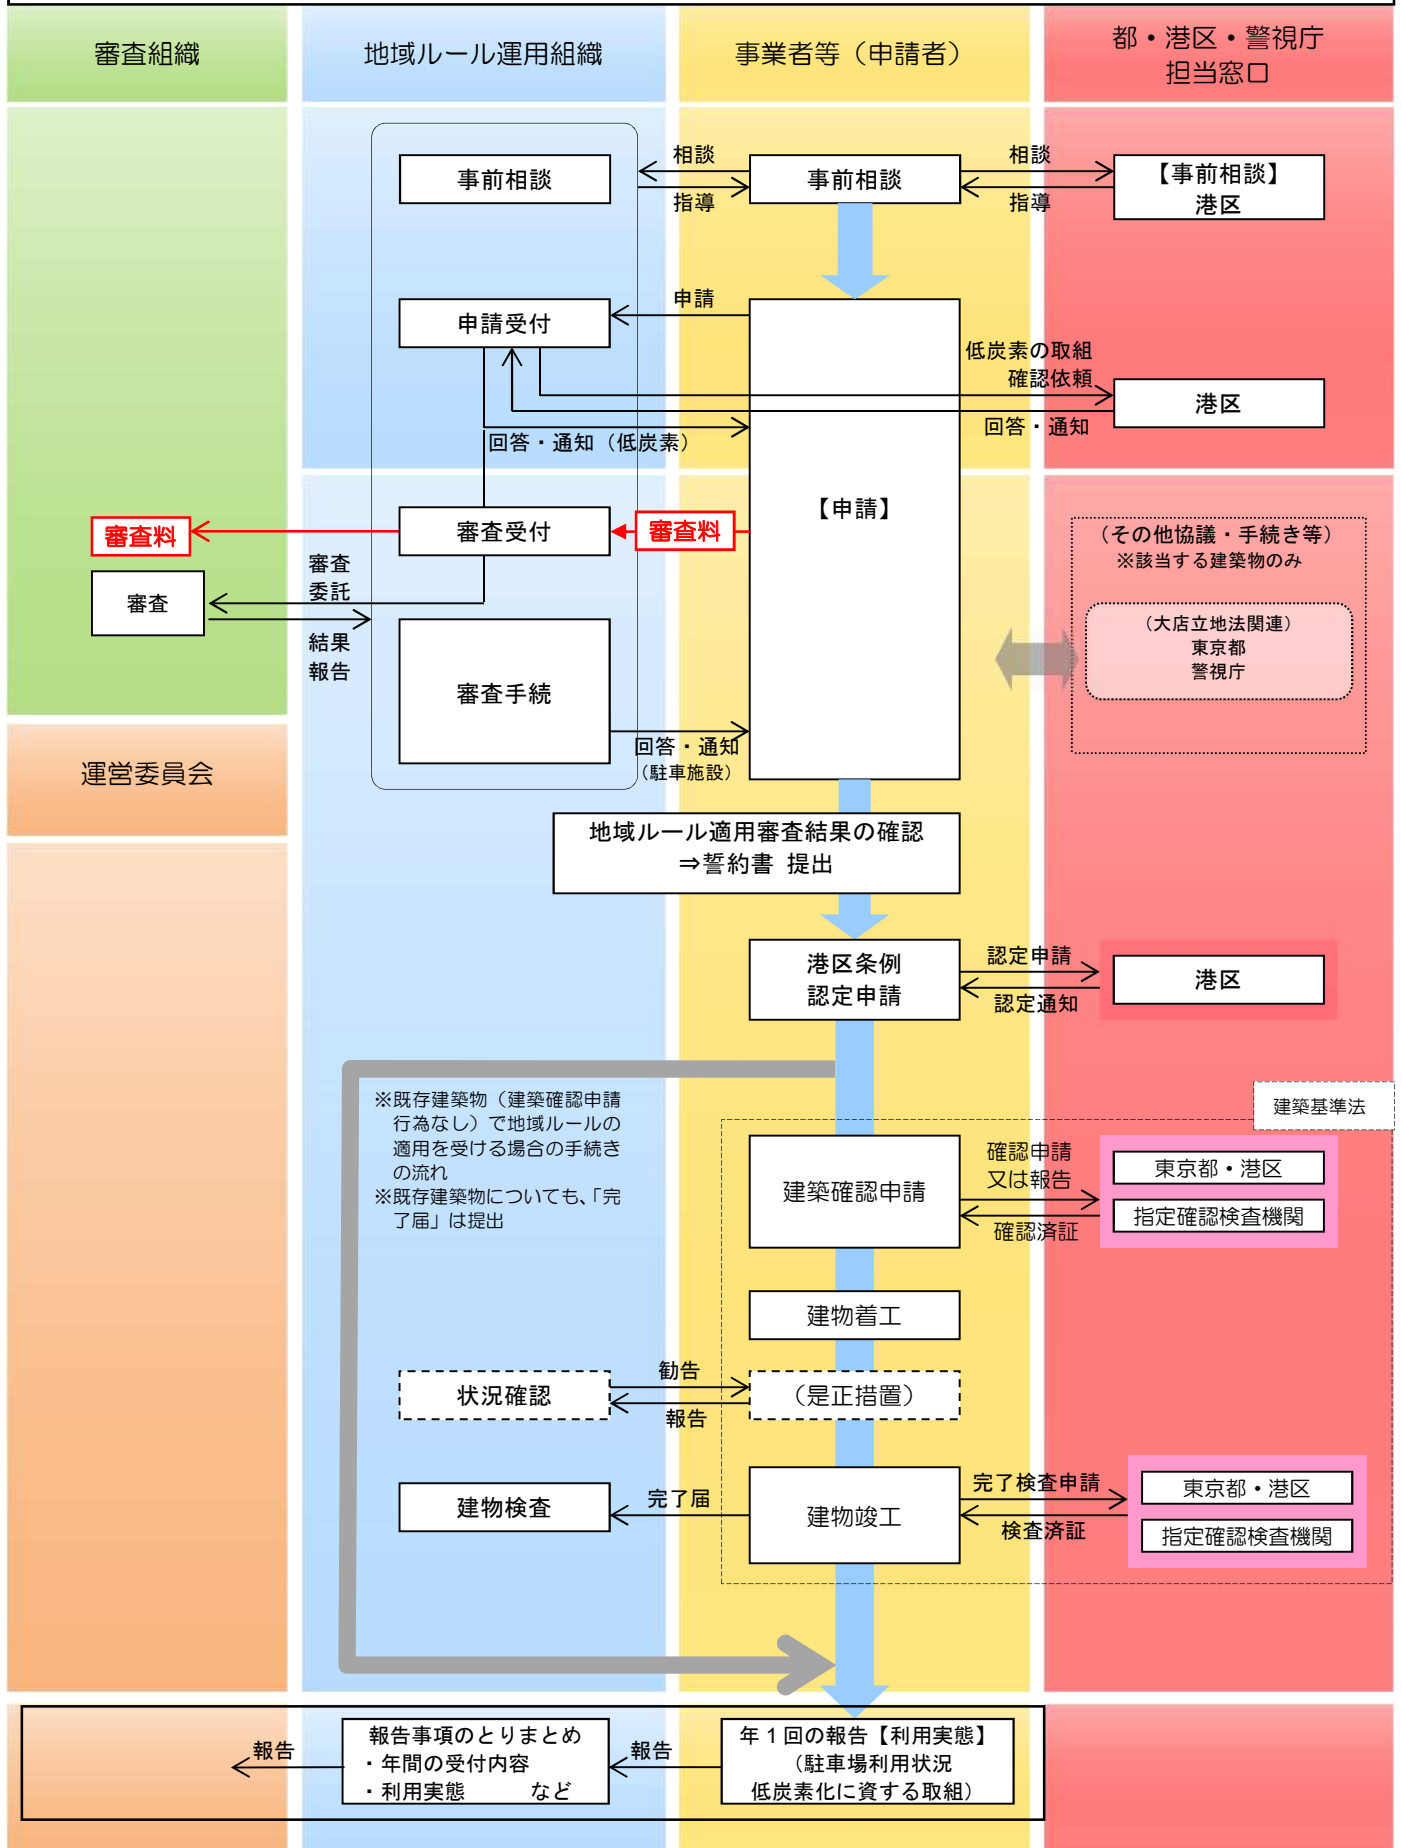 審査組織
地域ルール運用組織
事業者等（申請者）
都・港区・警視庁
担当窓口
事前相談
相談
指導
事前相談
相談
指導
【事前相談】
港区
申請受付
申請
低炭素の取組
確認依頼
港区
回答・通知
回答・通知（低炭素）
【申請】
審査料
審査受付
審査料
（その他協議・手続き等）
※該当する建築物のみ
審査
委託
審査
結果
報告
（大店立地法関連）
東京都
警視庁
審査手続
回答・通知
（駐車施設）
運営委員会
地域ルール適用審査結果の確認
⇒誓約書 提出
港区条例
認定申請
認定申請
認定通知
港区
※既存建築物（建築確認申請
行為なし）で地域ルールの
適用を受ける場合の手続き
の流れ
※既存建築物についても、「完
了届」は提出
建築基準法
建築確認申請
確認申請
又は報告
確認済証
東京都・港区
指定確認検査機関
建物着工
状況確認
勧告
報告
（是正措置）
建物検査
完了届
建物竣工
完了検査申請
検査済証
東京都・港区
指定確認検査機関
報告
報告事項のとりまとめ
・年間の受付内容
・利用実態　　など
報告
年１回の報告【利用実態】
（駐車場利用状況
低炭素化に資する取組）